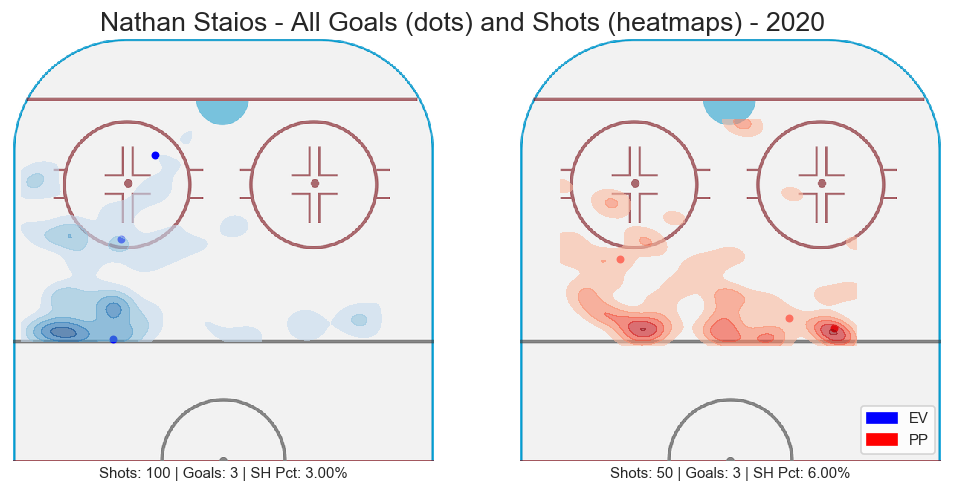 Nathan Staios - All Goals (dots) and Shots (heatmaps) - 2020
EV
PP
Shots: 100 | Goals: 3 | SH Pct: 3.00%
Shots: 50 | Goals: 3 | SH Pct: 6.00%